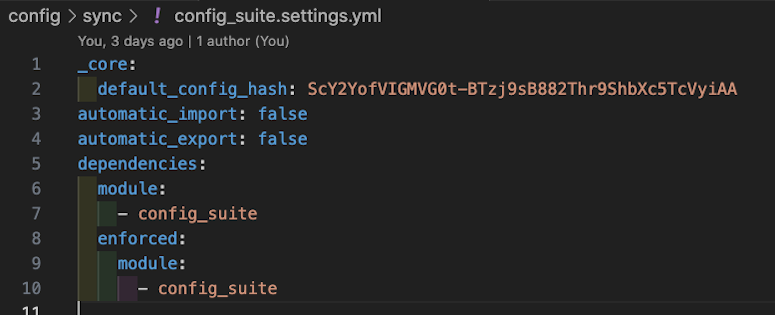 config > sync > ! config_suite.settings.yml
You, 3 days ago | 1 author (You)
1 _core:
2 default_config_hash: ScY2YofVIGMVG0t-BTzj9sB882Thr9ShbXc5TcVyiAA
3 automatic_import: false
4 automatic_export: false
5 dependencies:
6 module:
7 - config_suite
8 enforced:
9 module:
10 - config_suite
11